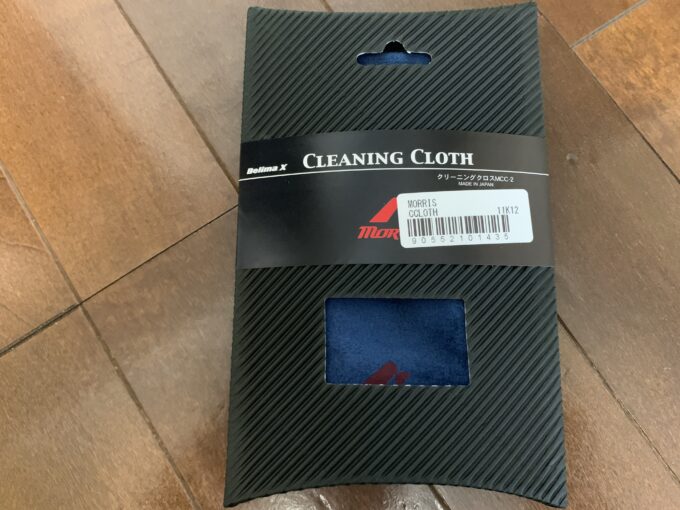 Belima X CLEANING CLOTH
クリーニングクロスMCC-2
MADE IN JAPAN
MORRIS
CCLOTH 11K12
90552101435